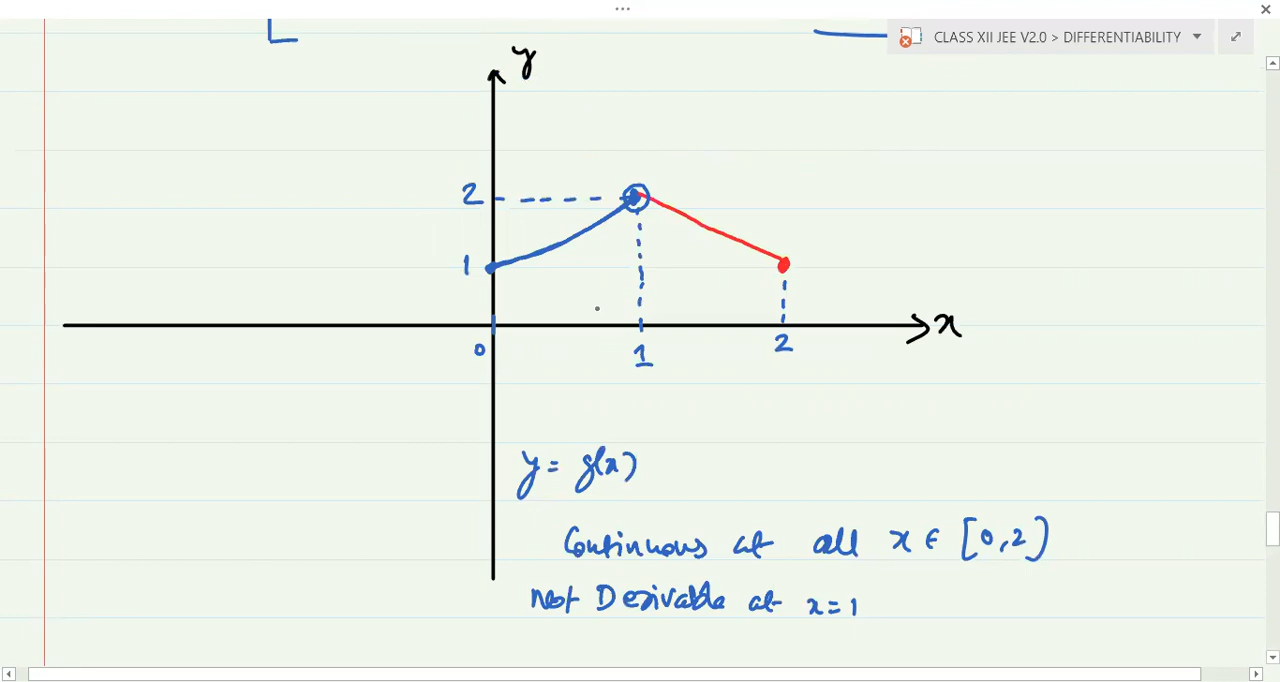 ...
CLASS XII JEE V2.0 > DIFFERENTIABILITY
y
2
1
x
0
1
2
y = g(x)
Continuous at all x ∈ [0,2]
not Derivable at x = 1